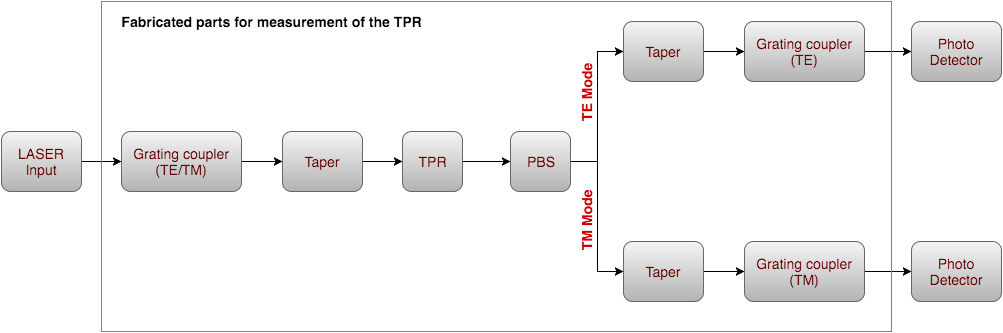 Fabricated parts for measurement of the TPR
LASER
Input
Grating coupler
(TE/TM)
Taper
TPR
PBS
TE Mode
TM Mode
Taper
Grating coupler
(TE)
Photo
Detector
Taper
Grating coupler
(TM)
Photo
Detector